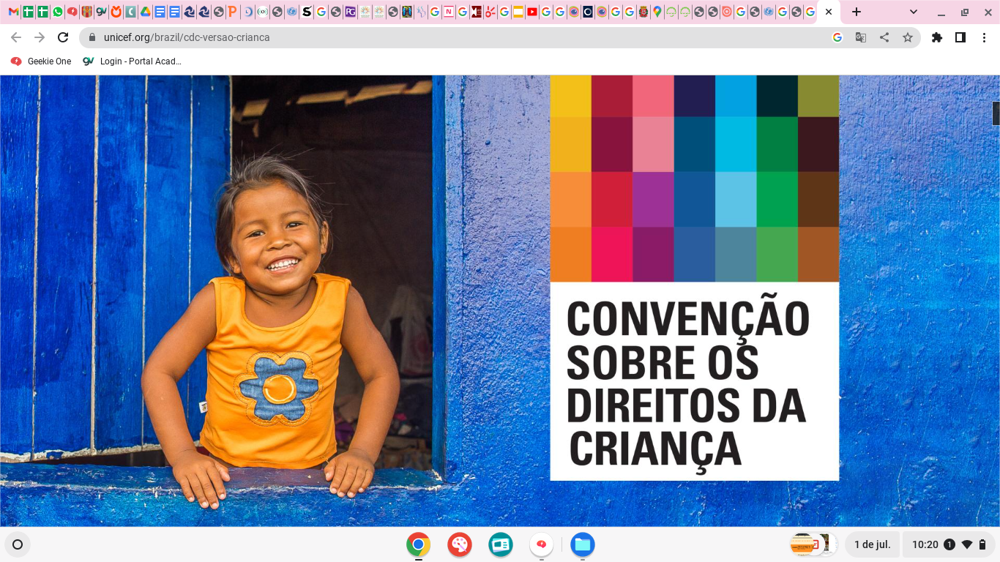 unicef.org/brazil/cdc-versao-crianca
Geekie One
Login - Portal Acad...
CONVENÇÃO
SOBRE OS
DIREITOS DA
CRIANÇA
1 de jul.
10:20
1